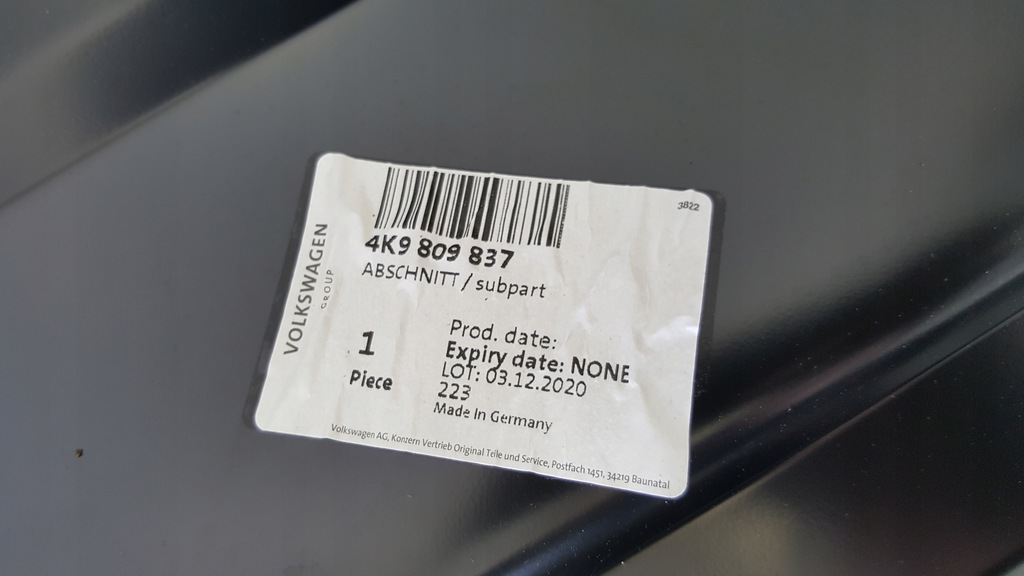 3822
4K9 809 837
ABSCHNITT / subpart
VOLKSWAGEN
GROUP
1
Piece
Prod. date:
Expiry date: NONE
LOT: 03.12.2020
223
Made In Germany
Volkswagen AG, Konzern Vertrieb Original Teile und Service, Postfach 1451, 34219 Baunatal